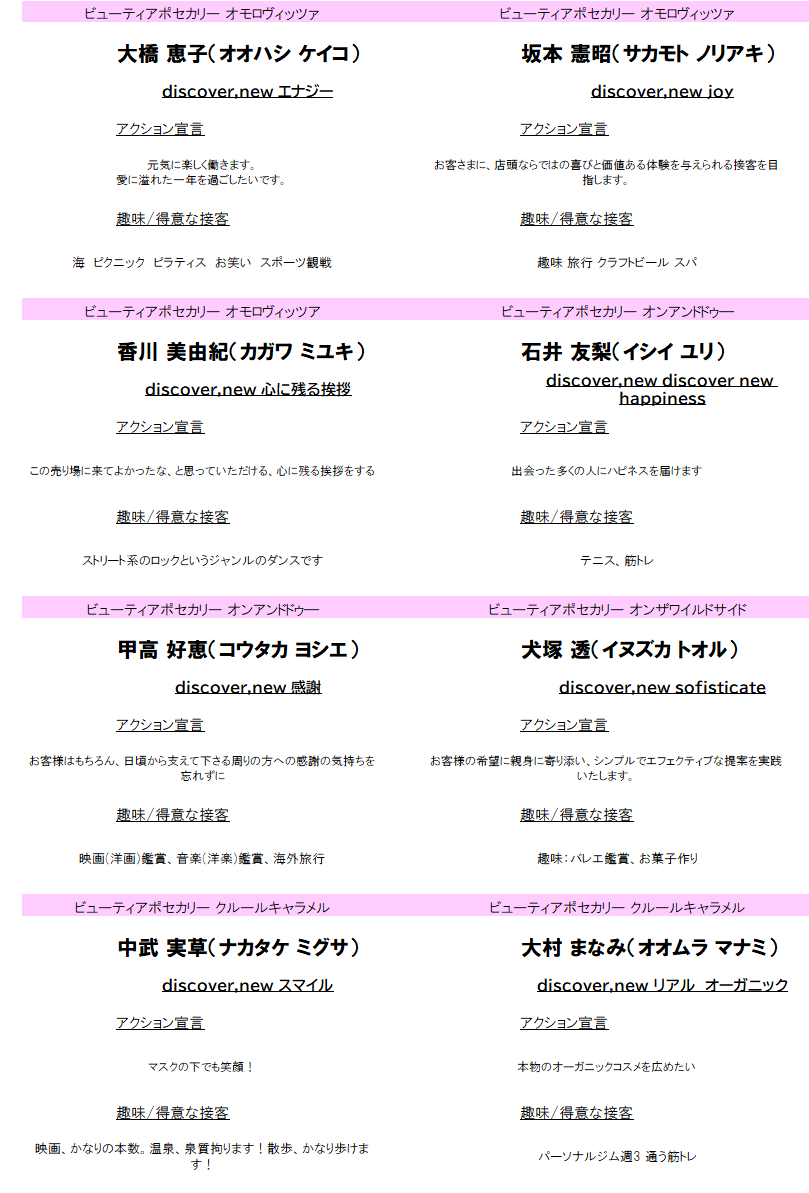 ビューティアポセカリー オモロヴィッツァ
大橋 恵子（オオハシ ケイコ）
discover,new エナジー
アクション宣言
元気に楽しく働きます。
愛に溢れた一年を過ごしたいです。
趣味/得意な接客
海　ピクニック　ピラティス　お笑い　スポーツ観戦
ビューティアポセカリー オモロヴィッツァ
坂本 憲昭（サカモト ノリアキ）
discover,new joy
アクション宣言
お客さまに、店頭ならではの喜びと価値ある体験を与えられる接客を目
指します。
趣味/得意な接客
趣味 旅行 クラフトビール スパ
ビューティアポセカリー オモロヴィッツア
香川 美由紀（カガワ ミユキ）
discover,new 心に残る挨拶
アクション宣言
この売り場に来てよかったな、と思っていただける、心に残る挨拶をする
趣味/得意な接客
ストリート系のロックというジャンルのダンスです
ビューティアポセカリー オンアンドドゥー
石井 友梨（イシイ ユリ）
discover,new discover new
happiness
アクション宣言
出会った多くの人にハピネスを届けます
趣味/得意な接客
テニス、筋トレ
ビューティアポセカリー オンアンドドゥー
甲高 好恵（コウタカ ヨシエ）
discover,new 感謝
アクション宣言
お客様はもちろん、日頃から支えて下さる周りの方への感謝の気持ちを
忘れずに
趣味/得意な接客
映画（洋画）鑑賞、音楽（洋楽）鑑賞、海外旅行
ビューティアポセカリー オンザワイルドサイド
犬塚 透（イヌズカ トオル）
discover,new sofisticate
アクション宣言
お客様の希望に親身に寄り添い、シンプルでエフェクティブな提案を実践
いたします。
趣味/得意な接客
趣味：バレエ鑑賞、お菓子作り
ビューティアポセカリー クルールキャラメル
中武 実草（ナカタケ ミグサ）
discover,new スマイル
アクション宣言
マスクの下でも笑顔！
趣味/得意な接客
映画、かなりの本数。温泉、泉質拘ります！散歩、かなり歩けま
す！
ビューティアポセカリー クルールキャラメル
大村 まなみ（オオムラ マナミ）
discover,new リアル　オーガニック
アクション宣言
本物のオーガニックコスメを広めたい
趣味/得意な接客
パーソナルジム週3 通う筋トレ